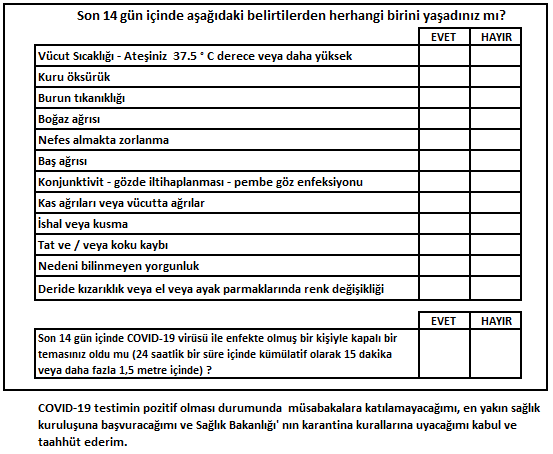 Son 14 gün içinde aşağıdaki belirtilerden herhangi birini yaşadınız mı?
EVET HAYIR
Vücut Sıcaklığı - Ateşiniz 37.5 ° C derece veya daha yüksek
Kuru öksürük
Burun tıkanıklığı
Boğaz ağrısı
Nefes almakta zorlanma
Baş ağrısı
Konjunktivit - gözde iltihaplanması - pembe göz enfeksiyonu
Kas ağrıları veya vücutta ağrılar
İshal veya kusma
Tat ve / veya koku kaybı
Nedeni bilinmeyen yorgunluk
Deride kızarıklık veya el veya ayak parmaklarında renk değişikliği
EVET HAYIR
Son 14 gün içinde COVID-19 virüsü ile enfekte olmuş bir kişiyle kapalı bir
temasınız oldu mu (24 saatlik bir süre içinde kümülatif olarak 15 dakika
veya daha fazla 1,5 metre içinde) ?
COVID-19 testimin pozitif olması durumunda müsabakalara katılamayacağımı, en yakın sağlık
kuruluşuna başvuracağımı ve Sağlık Bakanlığı' nın karantina kurallarına uyacağımı kabul ve
taahhüt ederim.